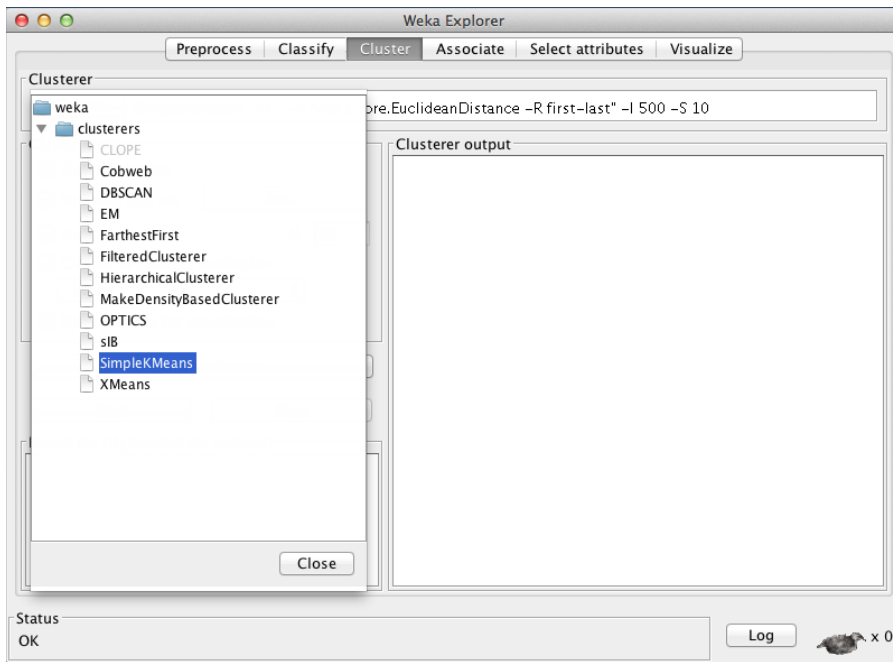 Weka Explorer
Preprocess Classify Cluster Associate Select attributes Visualize
Clusterer
ore.EuclideanDistance -R first-last" -I 500 -S 10
weka
clusterers
CLOPE
Cobweb
DBSCAN
EM
FarthestFirst
FilteredClusterer
HierarchicalClusterer
MakeDensityBasedClusterer
OPTICS
sIB
SimpleKMeans
XMeans
Close
Clusterer output
Status
OK
Log
x 0